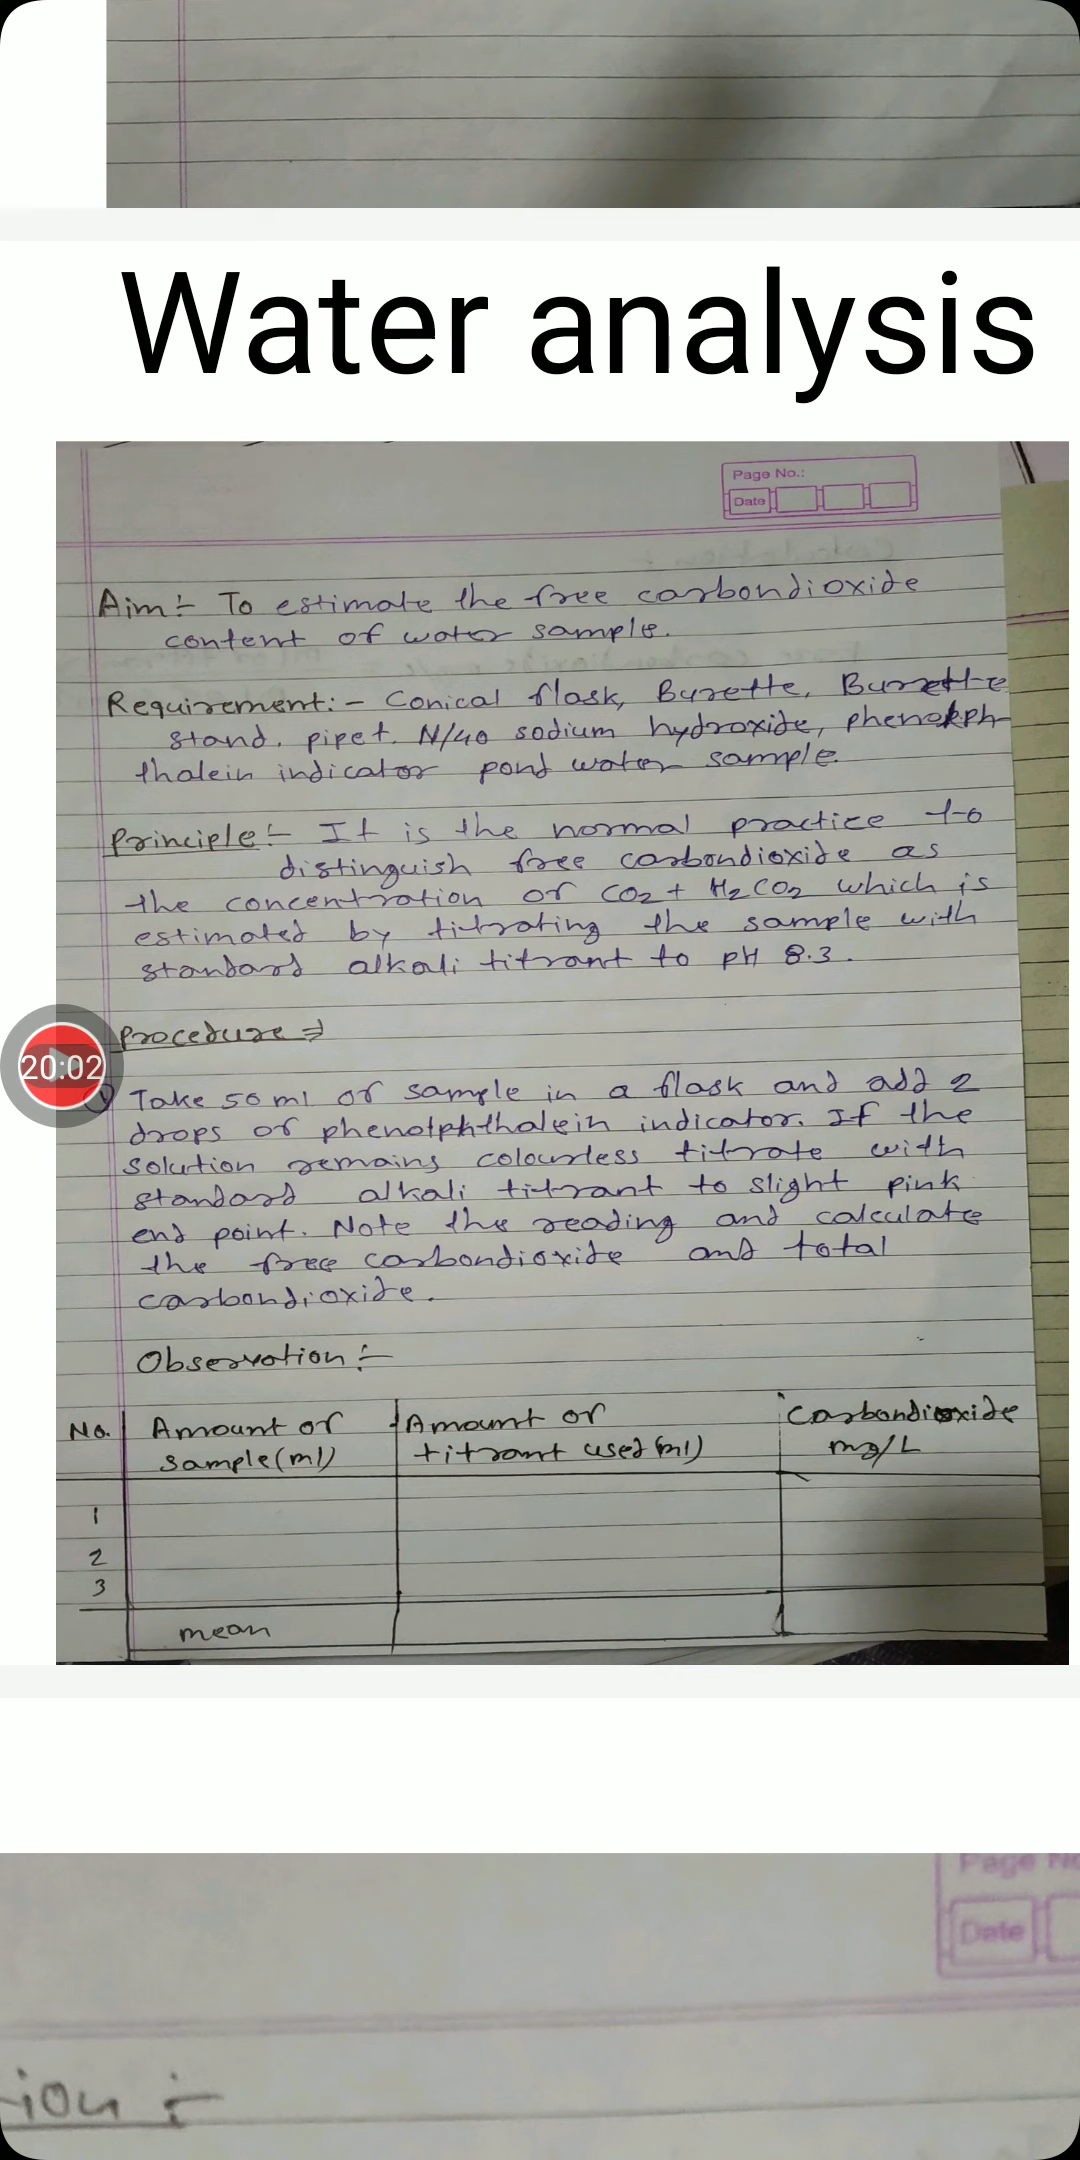 Water analysis
Page No.:
Date
Aim:- To estimate the free carbondioxide
content of water sample.
Requirement:- Conical flask, Burette, Burette
stand. pipet. N/40 sodium hydroxide, phenolph
thalein indicator pond water sample.
Principle:- It is the normal practice to
distinguish free carbondioxide as
the concentration of CO2 + H2CO2 which is
estimated by titrating the sample with
standard alkali titrant to pH 8.3.
Procedure ⇒
20:02
① Take 50 ml of sample in a flask and add 2
drops of phenolphthalein indicator. If the
solution remains colourless titrate with
standard alkali titrant to slight pink
end point. Note the reading and calculate
the free carbondioxide and total
carbondioxide.
Observation:-
No. Amount of Amount of Carbondioxide
sample(ml) titrant used (ml) mg/L
1
2
3
mean
Page No
Date
ion :-